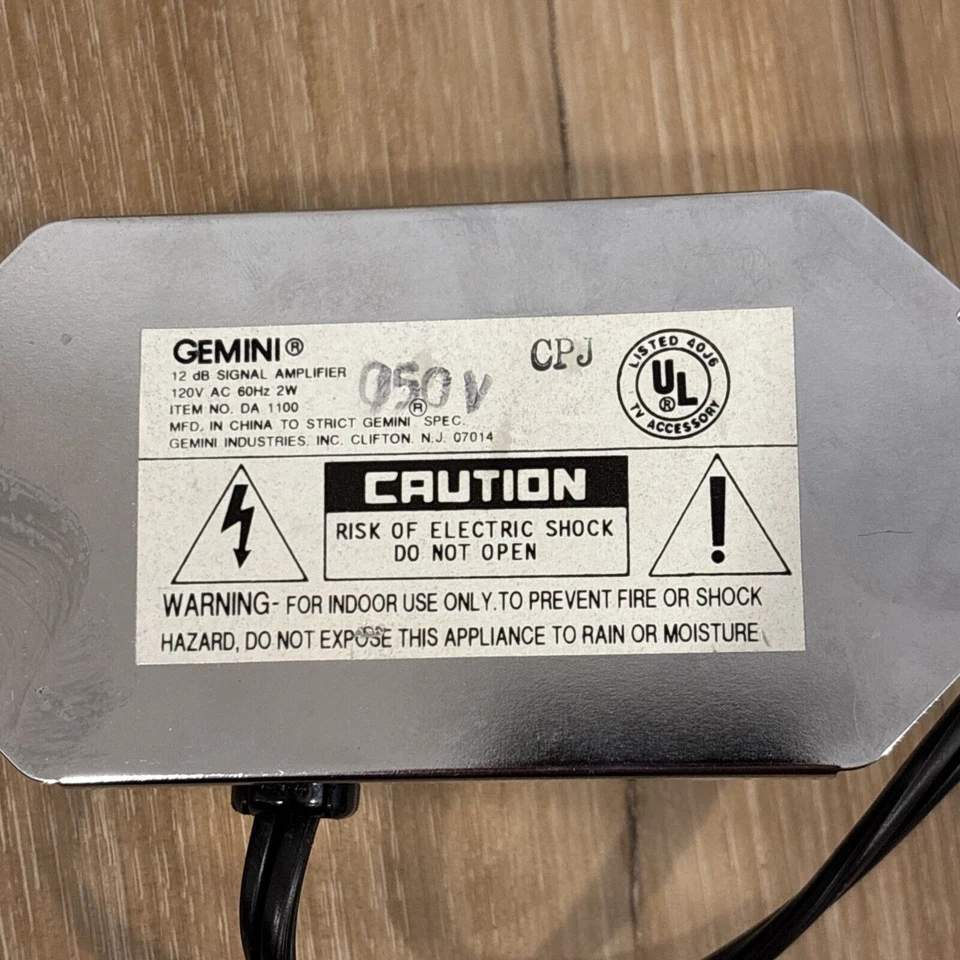 GEMINI®
12 dB SIGNAL AMPLIFIER
120V AC 60Hz 2W
ITEM NO. DA 1100
MFD. IN CHINA TO STRICT GEMINI® SPEC.
GEMINI INDUSTRIES, INC. CLIFTON, N.J. 07014
050V
CPJ
LISTED 40J6
UL®
TV ACCESSORY
CAUTION
RISK OF ELECTRIC SHOCK
DO NOT OPEN
!
WARNING- FOR INDOOR USE ONLY.TO PREVENT FIRE OR SHOCK
HAZARD, DO NOT EXPOSE THIS APPLIANCE TO RAIN OR MOISTURE